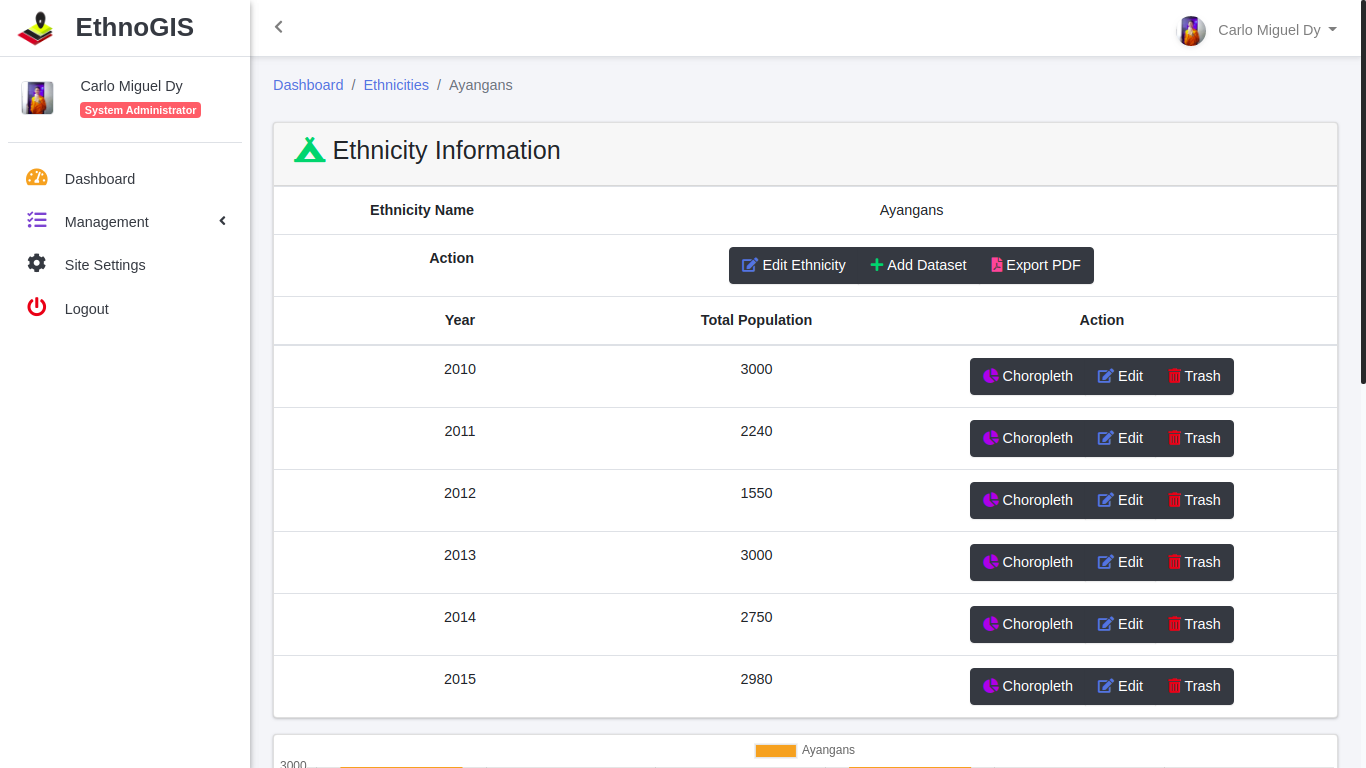 EthnoGIS
Carlo Miguel Dy
Carlo Miguel Dy
System Administrator
Dashboard
Management
Site Settings
Logout
Dashboard / Ethnicities / Ayangans
Ethnicity Information
Ethnicity Name Ayangans
Action Edit Ethnicity Add Dataset Export PDF
Year Total Population Action
2010 3000 Choropleth Edit Trash
2011 2240 Choropleth Edit Trash
2012 1550 Choropleth Edit Trash
2013 3000 Choropleth Edit Trash
2014 2750 Choropleth Edit Trash
2015 2980 Choropleth Edit Trash
Ayangans
3000